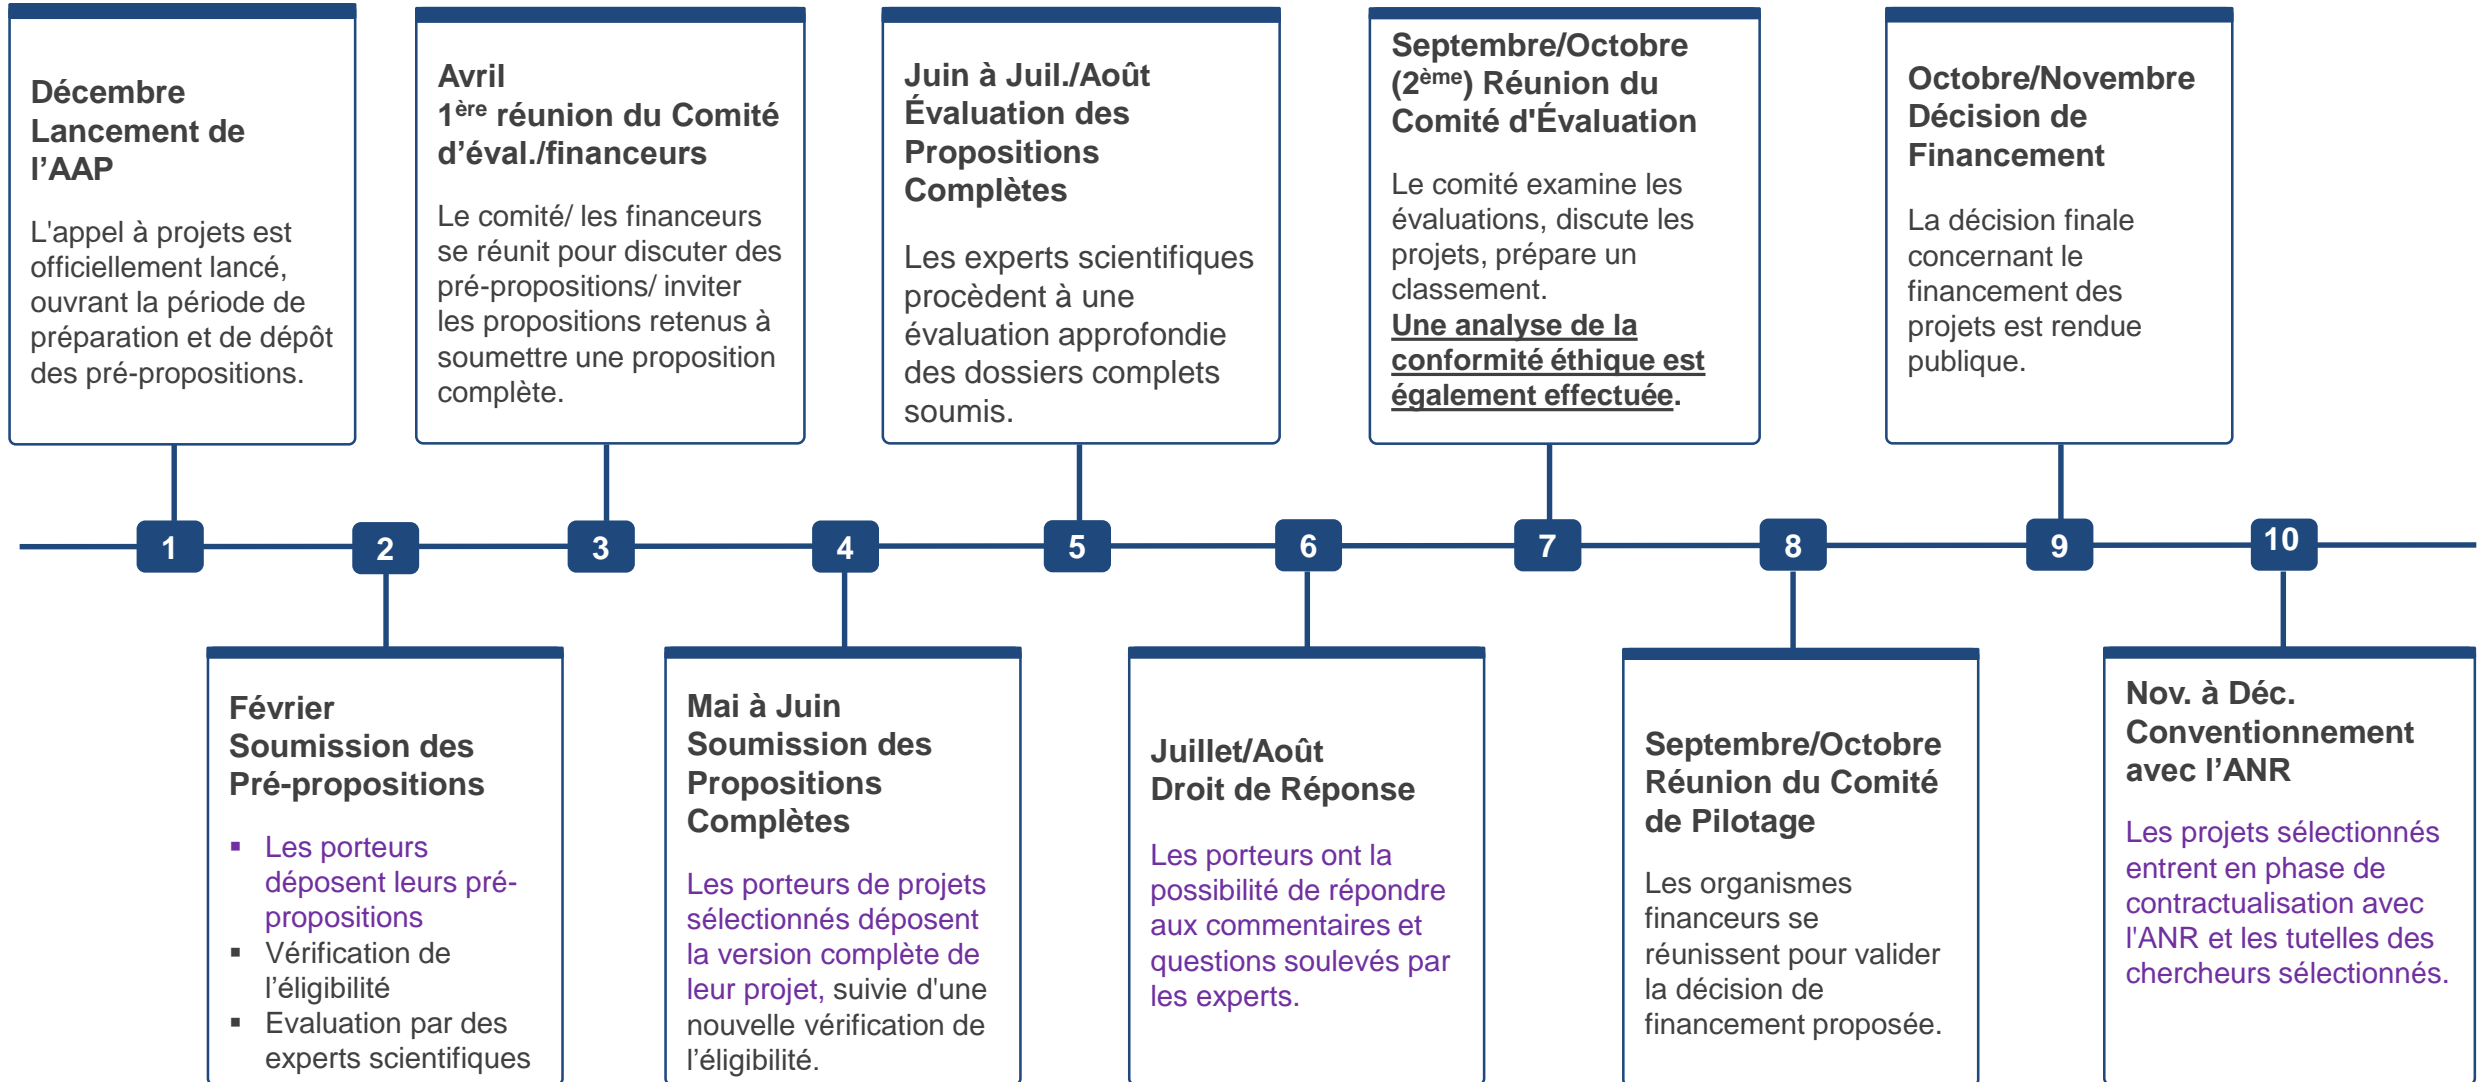 Décembre
Lancement de
l’AAP
L'appel à projets est
officiellement lancé,
ouvrant la période de
préparation et de dépôt
des pré-propositions.
Avril
1ère réunion du Comité
d’éval./financeurs
Le comité/ les financeurs
se réunit pour discuter des
pré-propositions/ inviter
les propositions retenus à
soumettre une proposition
complète.
Juin à Juil./Août
Évaluation des
Propositions
Complètes
Les experts scientifiques
procèdent à une
évaluation approfondie
des dossiers complets
soumis.
Septembre/Octobre
(2ème) Réunion du
Comité d'Évaluation
Le comité examine les
évaluations, discute les
projets, prépare un
classement.
Une analyse de la
conformité éthique est
également effectuée.
Octobre/Novembre
Décision de
Financement
La décision finale
concernant le
financement des
projets est rendue
publique.
1
2
3
4
5
6
7
8
9
10
Février
Soumission des
Pré-propositions
▪ Les porteurs
déposent leurs pré-
propositions
▪ Vérification de
l’éligibilité
▪ Evaluation par des
experts scientifiques
Mai à Juin
Soumission des
Propositions
Complètes
Les porteurs de projets
sélectionnés déposent
la version complète de
leur projet, suivie d'une
nouvelle vérification de
l’éligibilité.
Juillet/Août
Droit de Réponse
Les porteurs ont la
possibilité de répondre
aux commentaires et
questions soulevés par
les experts.
Septembre/Octobre
Réunion du Comité
de Pilotage
Les organismes
financeurs se
réunissent pour valider
la décision de
financement proposée.
Nov. à Déc.
Conventionnement
avec l’ANR
Les projets sélectionnés
entrent en phase de
contractualisation avec
l'ANR et les tutelles des
chercheurs sélectionnés.